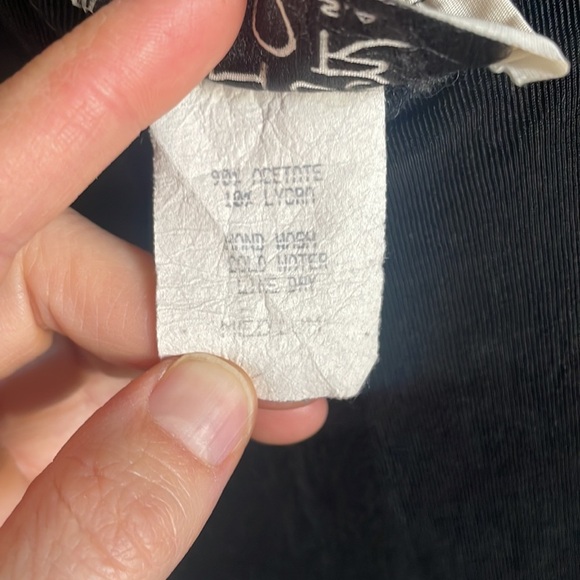 90% ACETATE
10% LYCRA
HAND WASH
COLD WATER
LINE DRY
MEDIUM